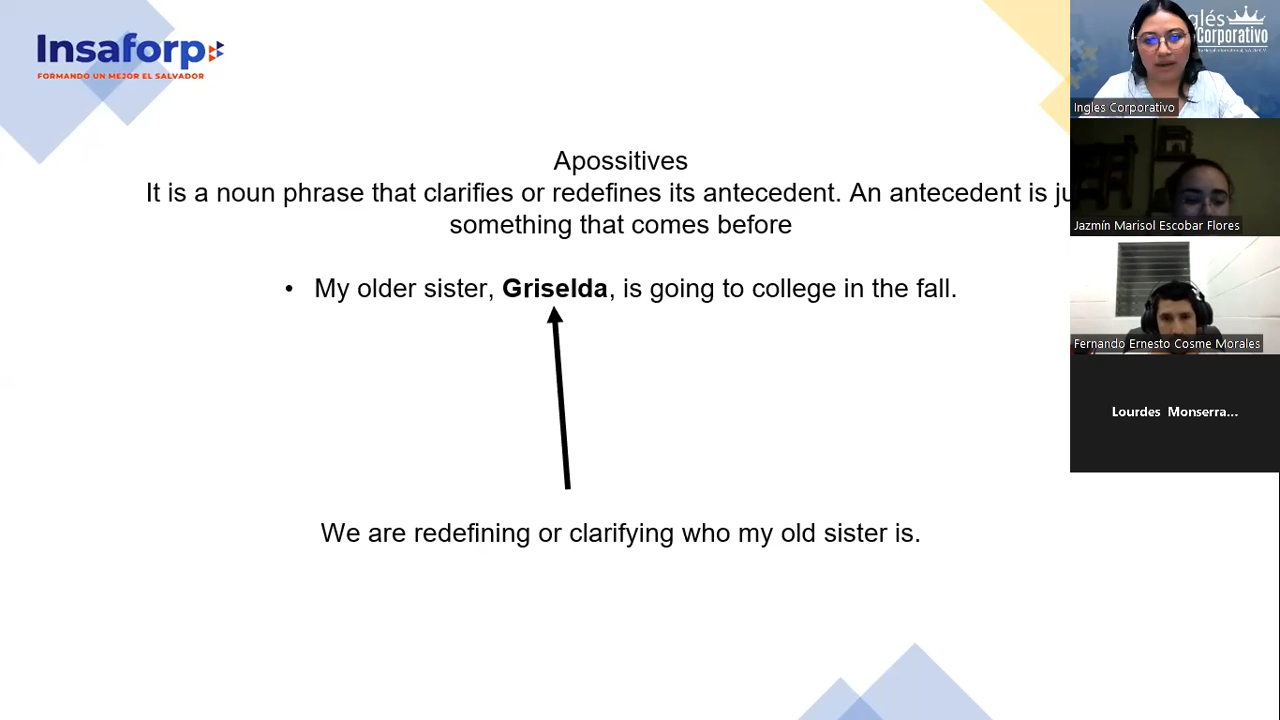 Insaforp
FORMANDO UN MEJOR EL SALVADOR
Apossitives
It is a noun phrase that clarifies or redefines its antecedent. An antecedent is
something that comes before
• My older sister, Griselda, is going to college in the fall.
We are redefining or clarifying who my old sister is.
Corporativo
Ingles Corporativo
Jazmín Marisol Escobar Flores
Fernando Ernesto Cosme Morales
Lourdes Monserra...